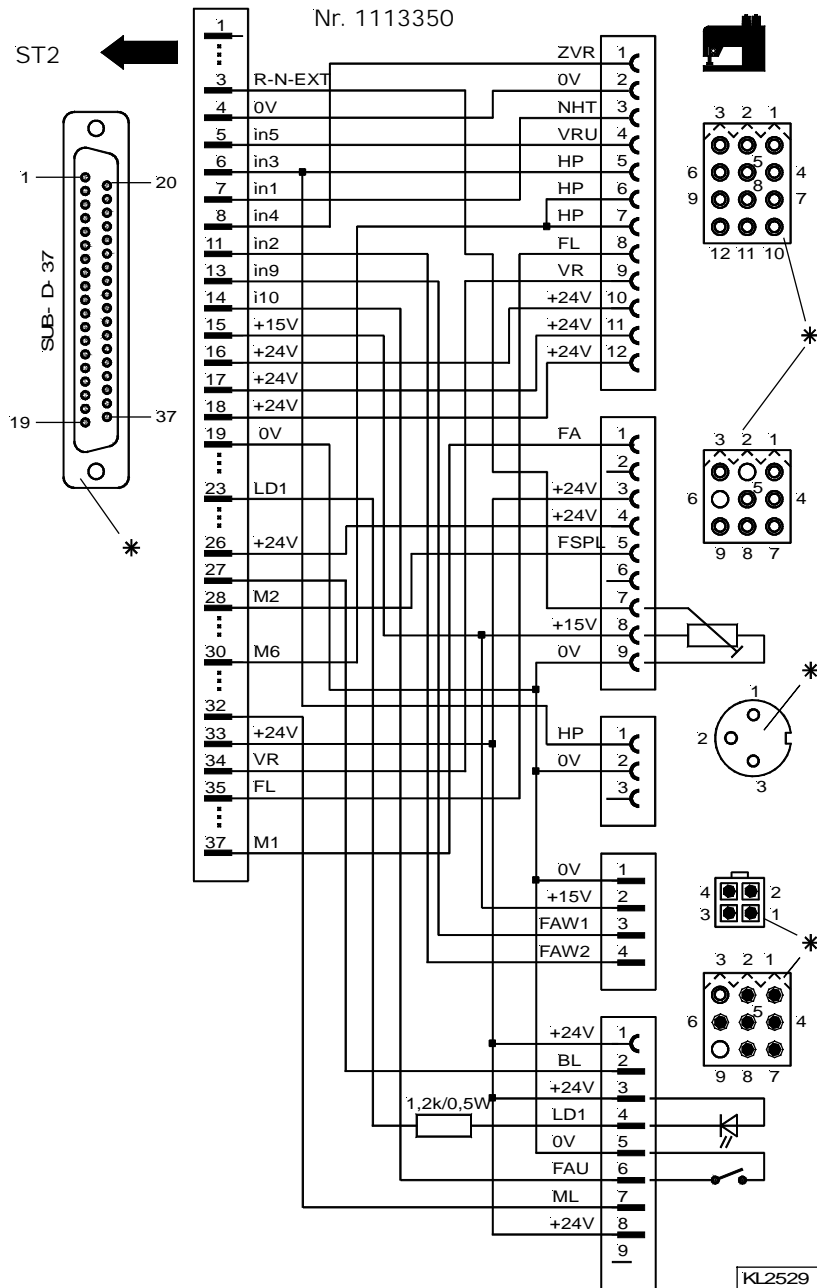 Nr. 1113350
ST2
SUB- D- 37
1
20
19
37
1
3 R-N-EXT
4 0V
5 in5
6 in3
7 in1
8 in4
11 in2
13 in9
14 i10
15 +15V
16 +24V
17 +24V
18 +24V
19 0V
23 LD1
26 +24V
27
28 M2
30 M6
32
33 +24V
34 VR
35 FL
37 M1
ZVR 1
0V 2
NHT 3
VRU 4
HP 5
HP 6
HP 7
FL 8
VR 9
+24V 10
+24V 11
+24V 12
FA 1
2
+24V 3
+24V 4
FSPL 5
6
7
+15V 8
0V 9
HP 1
0V 2
3
0V 1
+15V 2
FAW1 3
FAW2 4
+24V 1
BL 2
+24V 3
1,2k/0,5W
LD1 4
0V 5
FAU 6
ML 7
+24V 8
9
3 2 1
6 5 4
9 8 7
12 11 10
*
3 2 1
6 5 4
9 8 7
*
1
2
3
*
4 2
3 1
*
3 2 1
6 5 4
9 8 7
*
KL2529